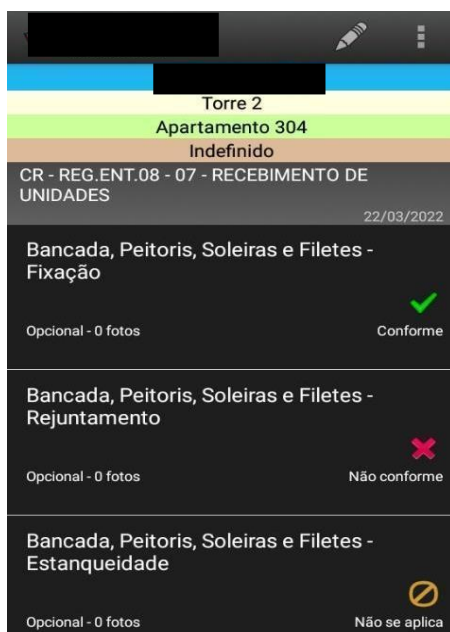 Torre 2
Apartamento 304
Indefinido
CR - REG.ENT.08 - 07 - RECEBIMENTO DE
UNIDADES
22/03/2022
Bancada, Peitoris, Soleiras e Filetes -
Fixação
Opcional - 0 fotos Conforme
Bancada, Peitoris, Soleiras e Filetes -
Rejuntamento
Opcional - 0 fotos Não conforme
Bancada, Peitoris, Soleiras e Filetes -
Estanqueidade
Opcional - 0 fotos Não se aplica